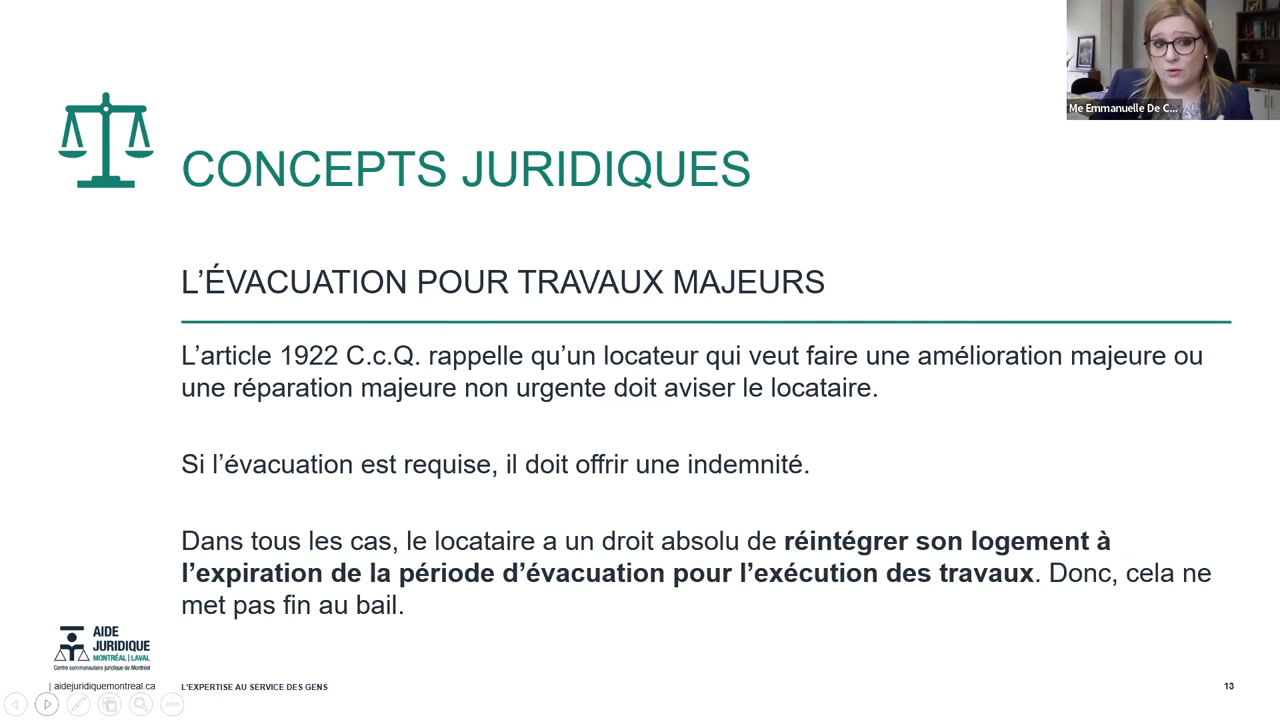 Me Emmanuelle De C...
CONCEPTS JURIDIQUES
L’ÉVACUATION POUR TRAVAUX MAJEURS
L’article 1922 C.c.Q. rappelle qu’un locateur qui veut faire une amélioration majeure ou
une réparation majeure non urgente doit aviser le locataire.
Si l’évacuation est requise, il doit offrir une indemnité.
Dans tous les cas, le locataire a un droit absolu de réintégrer son logement à
l’expiration de la période d’évacuation pour l’exécution des travaux. Donc, cela ne
met pas fin au bail.
AIDE
JURIDIQUE
MONTRÉAL | LAVAL
Centre communautaire juridique de Montréal
| aidejuridiquemontreal.ca
L'EXPERTISE AU SERVICE DES GENS
13